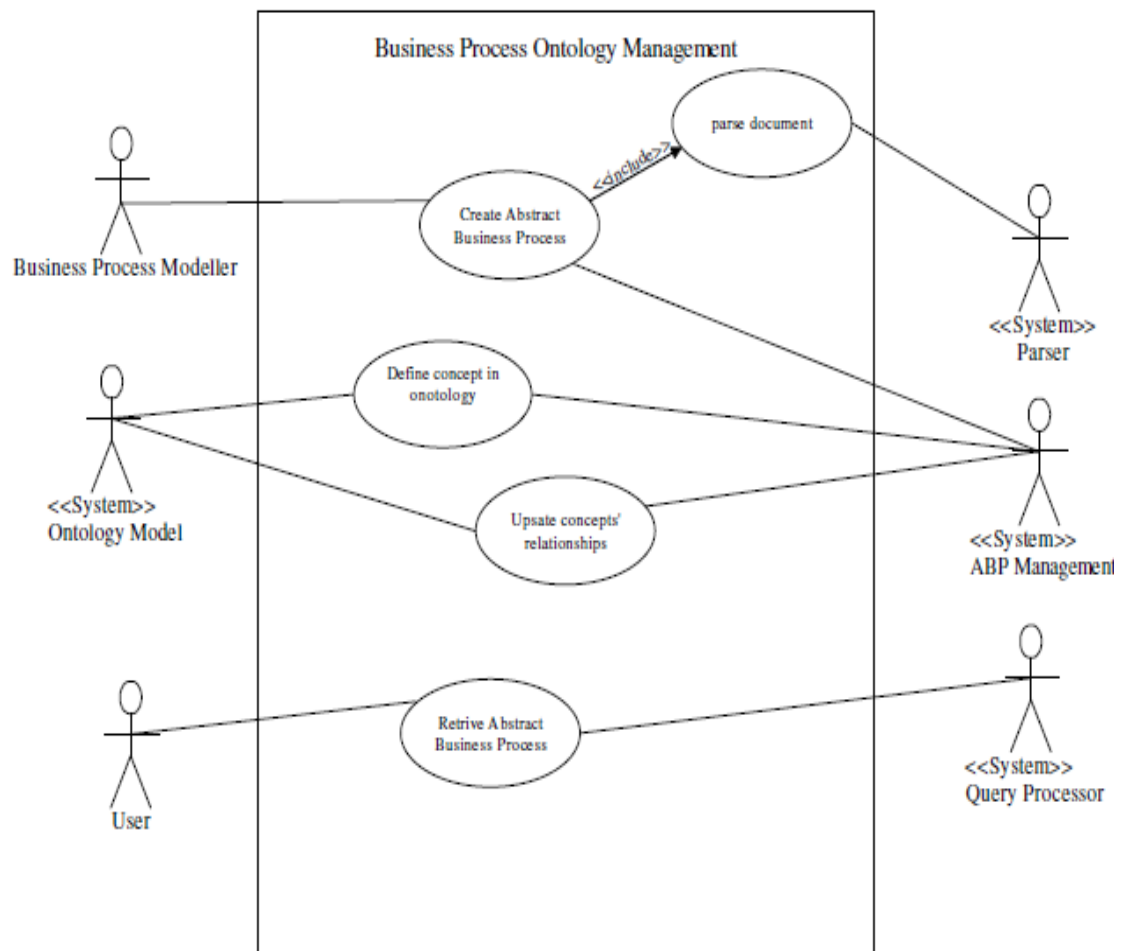 Business Process Ontology Management
parse document
<<include>>
Create Abstract
Business Process
Business Process Modeller
<<System>>
Parser
Define concept in
onotology
<<System>>
Ontology Model
Upsate concepts'
relationships
<<System>>
ABP Management
Retrive Abstract
Business Process
<<System>>
Query Processor
User